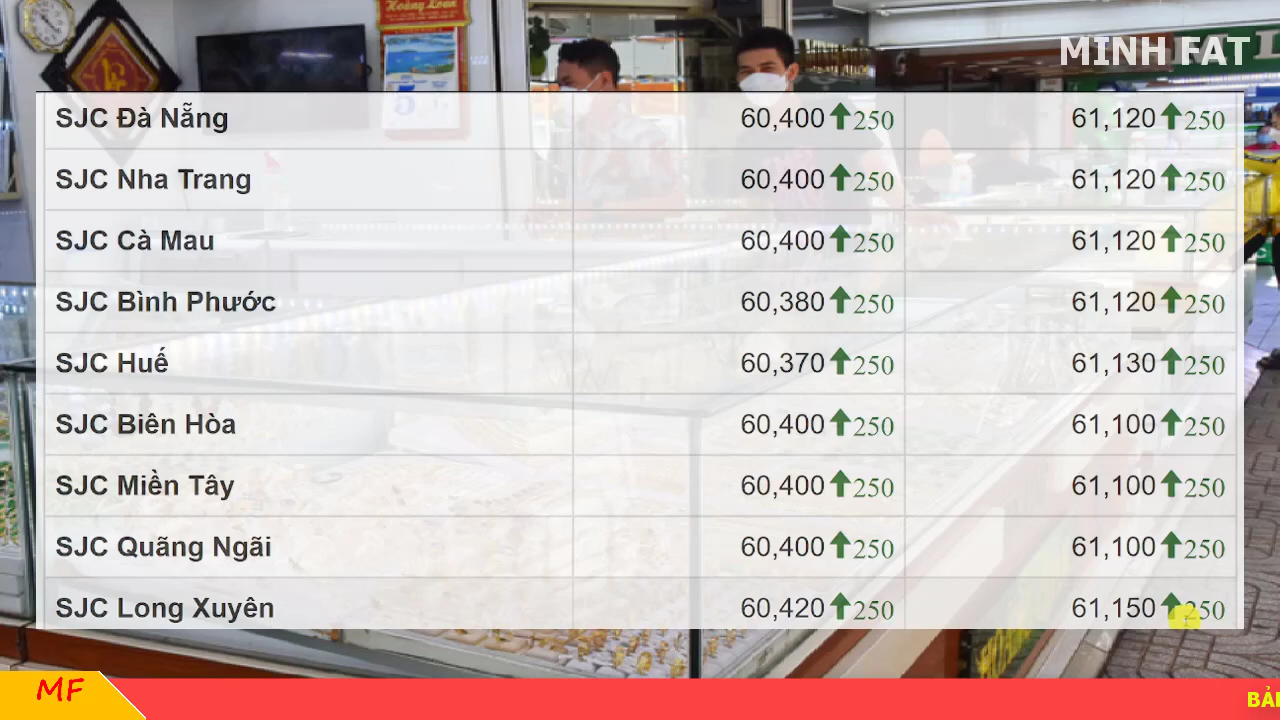 Hoàng Loan
5
MINH FAT
SJC Đà Nẵng 60,400 250 61,120 250
SJC Nha Trang 60,400 250 61,120 250
SJC Cà Mau 60,400 250 61,120 250
SJC Bình Phước 60,380 250 61,120 250
SJC Huế 60,370 250 61,130 250
SJC Biên Hòa 60,400 250 61,100 250
SJC Miền Tây 60,400 250 61,100 250
SJC Quãng Ngãi 60,400 250 61,100 250
SJC Long Xuyên 60,420 250 61,150 250
MF